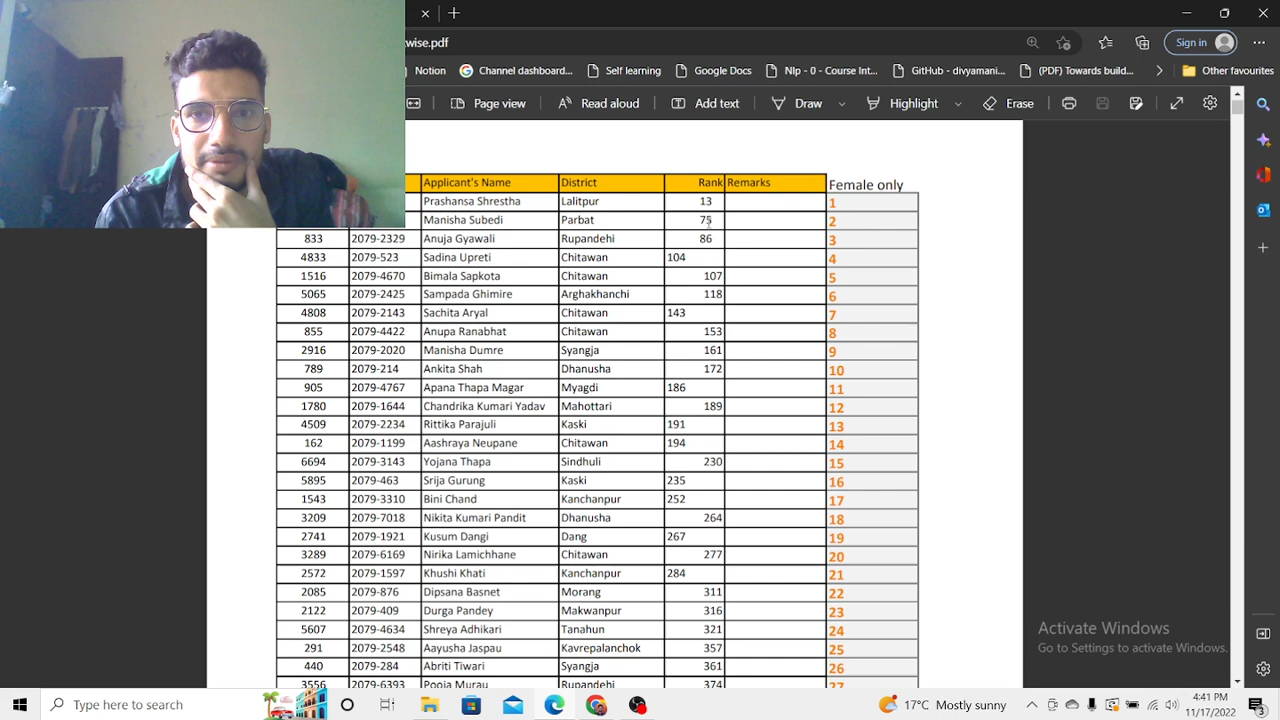 wise.pdf
Sign in
Notion Channel dashboard... Self learning Google Docs Nlp - 0 - Course Int... GitHub - divyamani... (PDF) Towards build... Other favourites
Page view Read aloud Add text Draw Highlight Erase
Applicant's Name District Rank Remarks Female only
Prashansa Shrestha Lalitpur 13 1
Manisha Subedi Parbat 75 2
833 2079-2329 Anuja Gyawali Rupandehi 86 3
4833 2079-523 Sadina Upreti Chitawan 104 4
1516 2079-4670 Bimala Sapkota Chitawan 107 5
5065 2079-2425 Sampada Ghimire Arghakhanchi 118 6
4808 2079-2143 Sachita Aryal Chitawan 143 7
855 2079-4422 Anupa Ranabhat Chitawan 153 8
2916 2079-2020 Manisha Dumre Syangja 161 9
789 2079-214 Ankita Shah Dhanusha 172 10
905 2079-4767 Apana Thapa Magar Myagdi 186 11
1780 2079-1644 Chandrika Kumari Yadav Mahottari 189 12
4509 2079-2234 Rittika Parajuli Kaski 191 13
162 2079-1199 Aashraya Neupane Chitawan 194 14
6694 2079-3143 Yojana Thapa Sindhuli 230 15
5895 2079-463 Srija Gurung Kaski 235 16
1543 2079-3310 Bini Chand Kanchanpur 252 17
3209 2079-7018 Nikita Kumari Pandit Dhanusha 264 18
2741 2079-1921 Kusum Dangi Dang 267 19
3289 2079-6169 Nirika Lamichhane Chitawan 277 20
2572 2079-1597 Khushi Khati Kanchanpur 284 21
2085 2079-876 Dipsana Basnet Morang 311 22
2122 2079-409 Durga Pandey Makwanpur 316 23
5607 2079-4634 Shreya Adhikari Tanahun 321 24
291 2079-2548 Aayusha Jaspau Kavrepalanchok 357 25
440 2079-284 Abriti Tiwari Syangja 361 26
3556 2079-6393 Pooja Murau Rupandehi 374 27
Activate Windows
Go to Settings to activate Windows.
Type here to search 17°C Mostly sunny 4:41 PM
11/17/2022 3